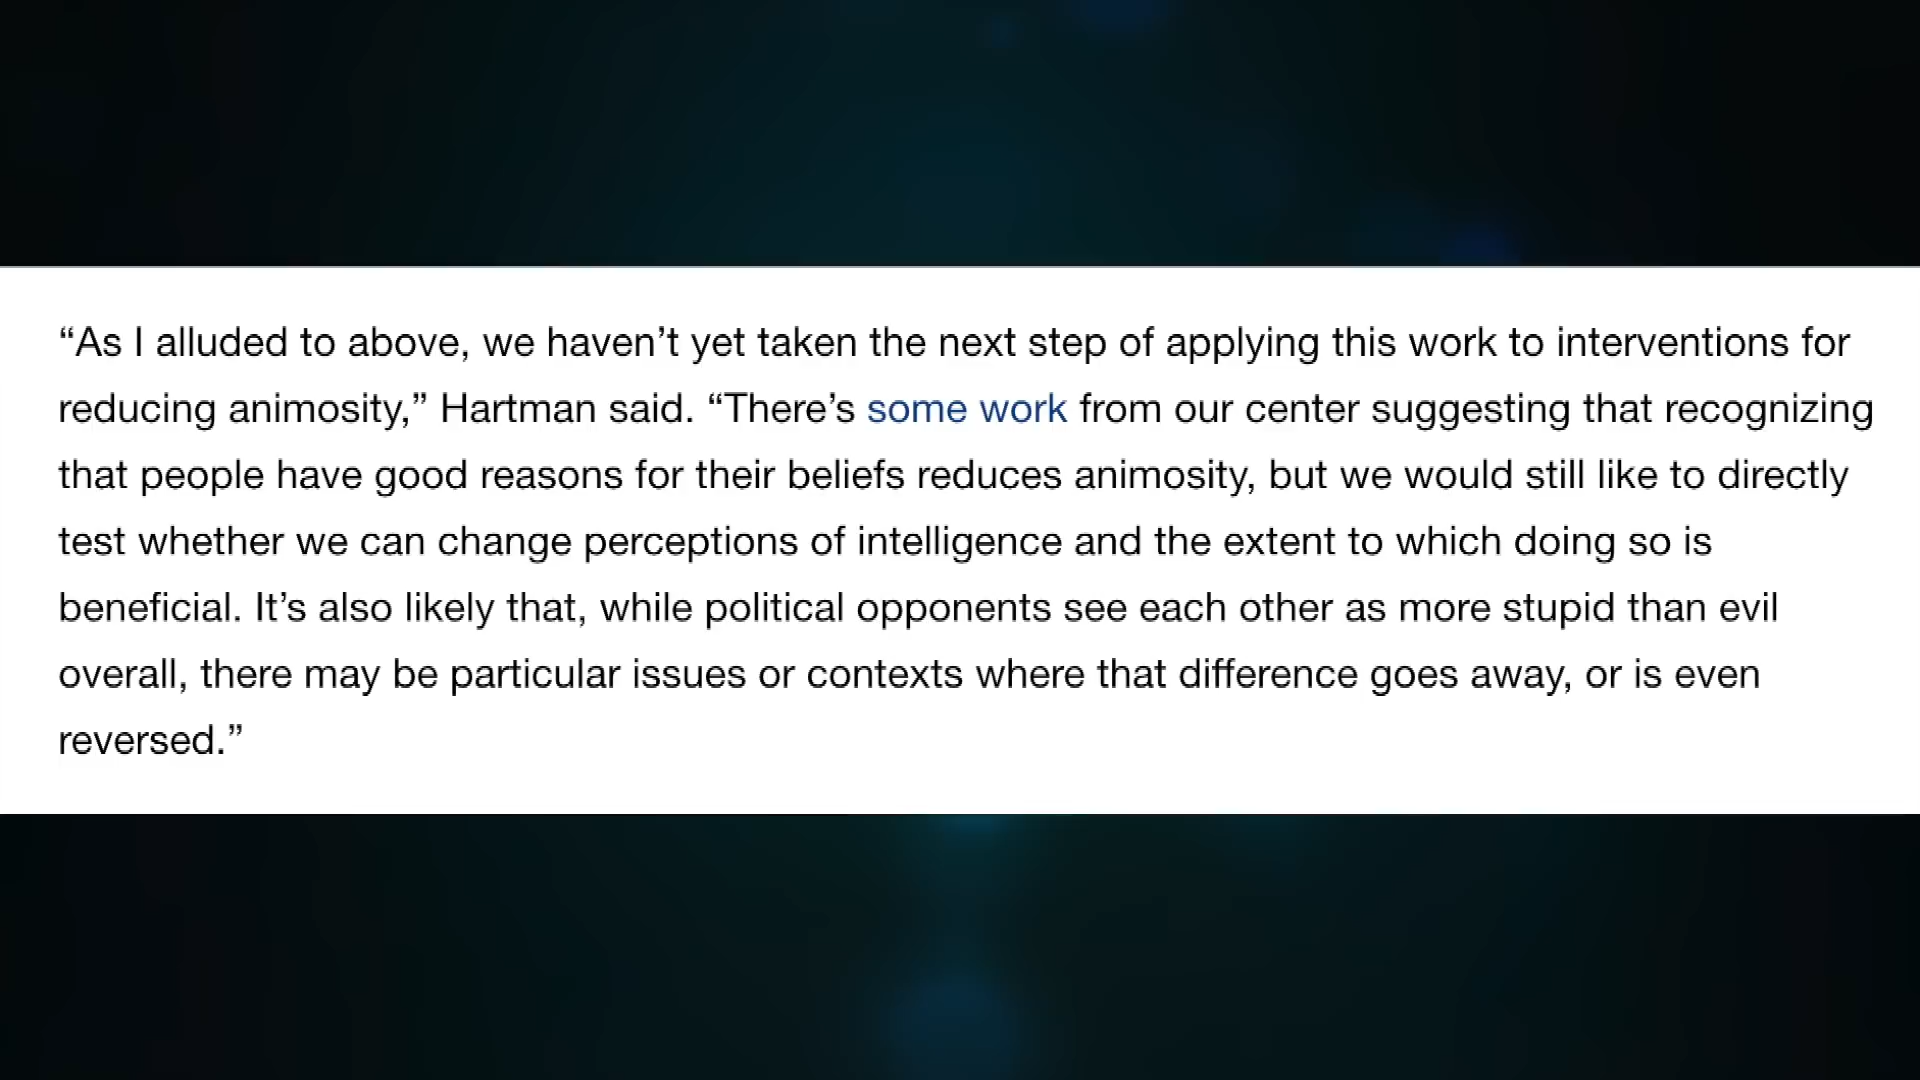 “As I alluded to above, we haven’t yet taken the next step of applying this work to interventions for
reducing animosity,” Hartman said. “There’s some work from our center suggesting that recognizing
that people have good reasons for their beliefs reduces animosity, but we would still like to directly
test whether we can change perceptions of intelligence and the extent to which doing so is
beneficial. It’s also likely that, while political opponents see each other as more stupid than evil
overall, there may be particular issues or contexts where that difference goes away, or is even
reversed.”